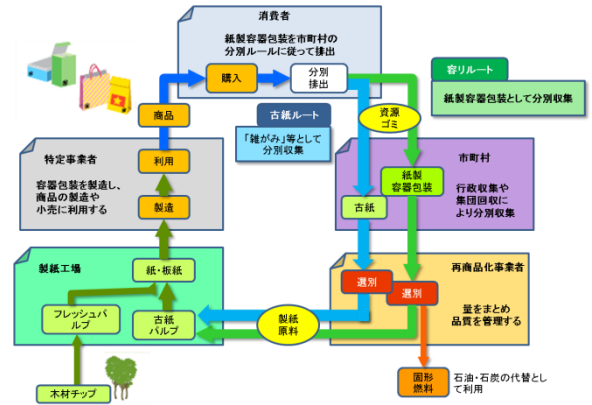 消費者
紙製容器包装を市町村の
分別ルールに従って排出
購入
分別
排出
容リルート
紙製容器包装として分別収集
商品
古紙ルート
「雑がみ」等として
分別収集
資源
ゴミ
特定事業者
容器包装を製造し、
商品の製造や
小売に利用する
利用
製造
市町村
紙製
容器包装
行政収集や
集団回収に
より分別収集
古紙
製紙工場
紙・板紙
フレッシュパ
ルプ
古紙
パルプ
製紙
原料
再商品化事業者
選別
選別
量をまとめ
品質を管理する
木材チップ
固形
燃料
石油・石炭の代替とし
て利用